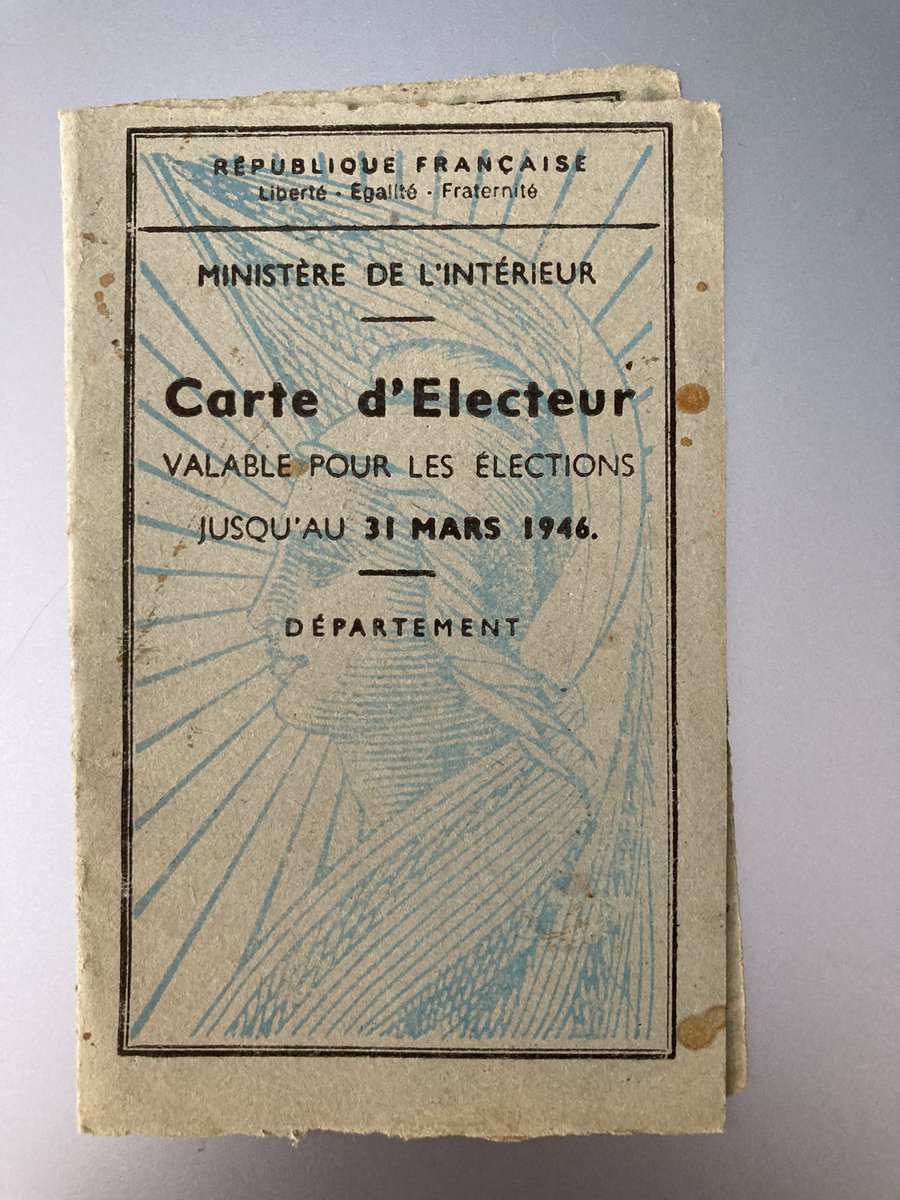 RÉPUBLIQUE FRANÇAISE
Liberté - Egalité - Fraternité
MINISTÈRE DE L'INTÉRIEUR
Carte d'Electeur
VALABLE POUR LES ÉLECTIONS
JUSQU'AU 31 MARS 1946.
DÉPARTEMENT